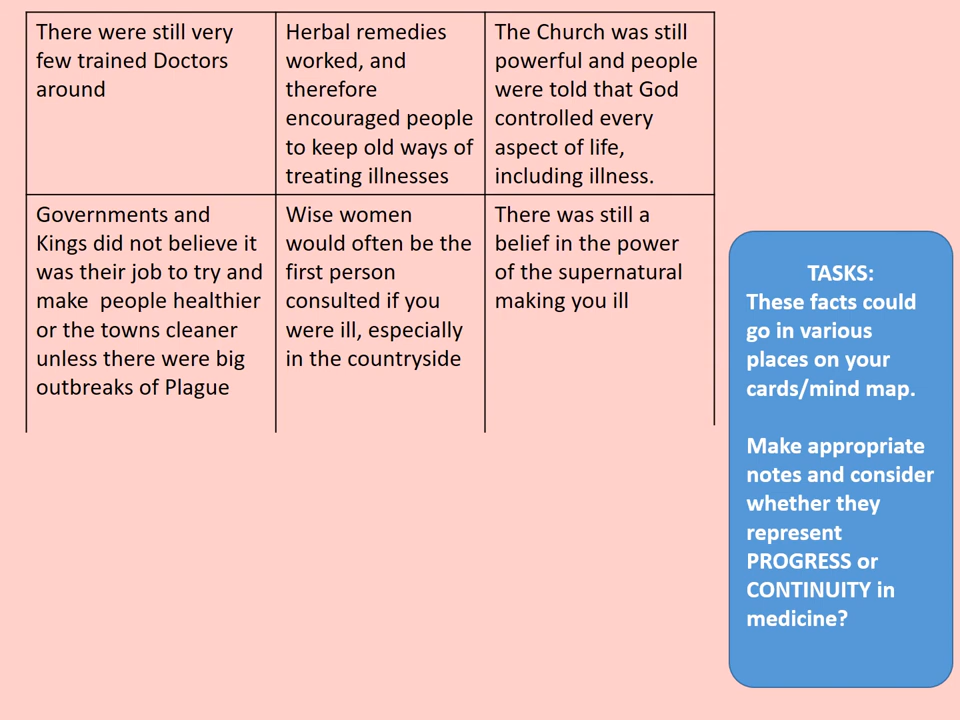 There were still very
few trained Doctors
around
Herbal remedies
worked, and
therefore
encouraged people
to keep old ways of
treating illnesses
The Church was still
powerful and people
were told that God
controlled every
aspect of life,
including illness.
Governments and
Kings did not believe it
was their job to try and
make  people healthier
or the towns cleaner
unless there were big
outbreaks of Plague
Wise women
would often be the
first person
consulted if you
were ill, especially
in the countryside
There was still a
belief in the power
of the supernatural
making you ill
TASKS:
These facts could
go in various
places on your
cards/mind map.
Make appropriate
notes and consider
whether they
represent
PROGRESS or
CONTINUITY in
medicine?